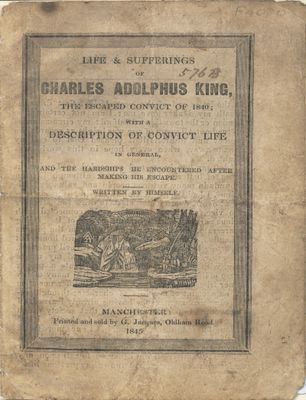 LIFE & SUFFERINGS
OF
5768
CHARLES ADOLPHUS KING,
THE ESCAPED CONVICT OF 1840;
WITH A
DESCRIPTION OF CONVICT LIFE
IN GENERAL,
AND THE HARDSHIPS HE ENCOUNTERED AFTER
MAKING HIS ESCAPE.
WRITTEN BY HIMSELF.
MANCHESTER:
Printed and sold by G. Jacques, Oldham Road.
1845